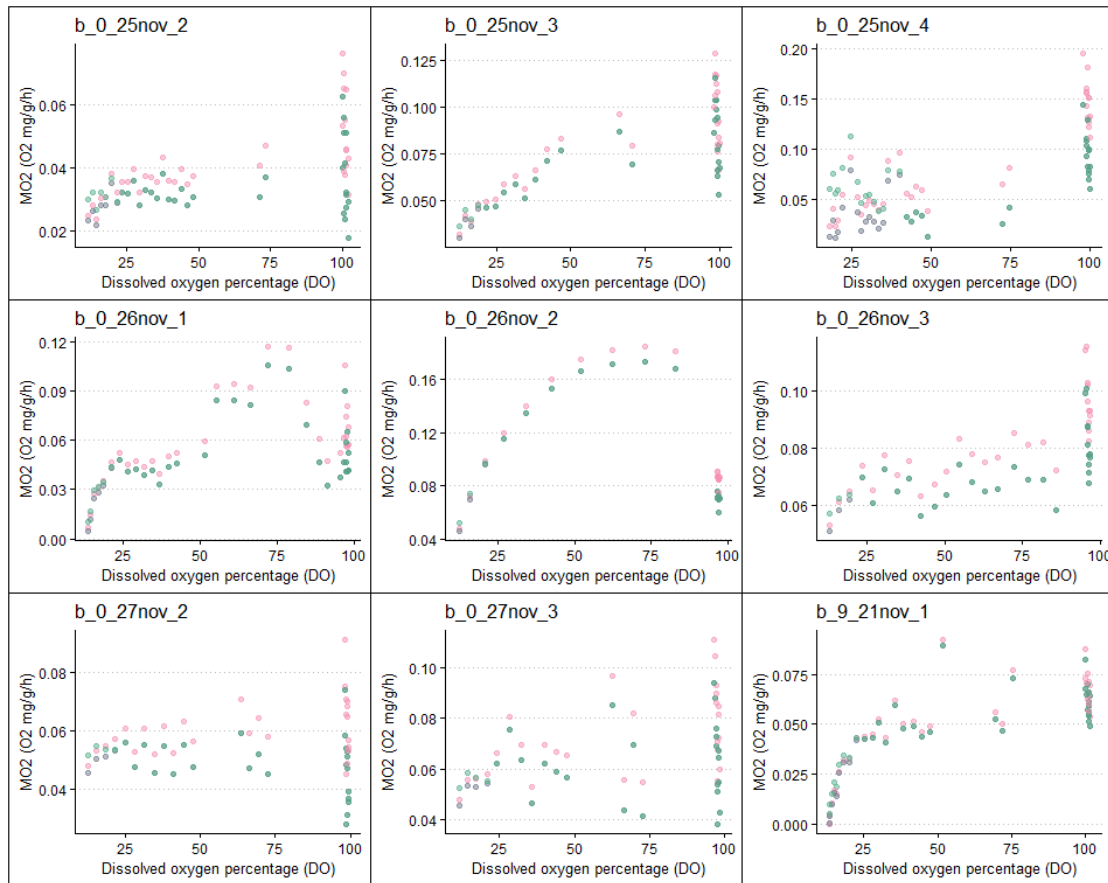 b_0_25nov_2
b_0_25nov_3
b_0_25nov_4
MO2 (O2 mg/g/h)
0.06
0.04
0.02
25
50
75
100
Dissolved oxygen percentage (DO)
MO2 (O2 mg/g/h)
0.125
0.100
0.075
0.050
25
50
75
100
Dissolved oxygen percentage (DO)
MO2 (O2 mg/g/h)
0.20
0.15
0.10
0.05
25
50
75
100
Dissolved oxygen percentage (DO)
b_0_26nov_1
b_0_26nov_2
b_0_26nov_3
MO2 (O2 mg/g/h)
0.12
0.09
0.06
0.03
0.00
25
50
75
100
Dissolved oxygen percentage (DO)
MO2 (O2 mg/g/h)
0.16
0.12
0.08
0.04
25
50
75
100
Dissolved oxygen percentage (DO)
MO2 (O2 mg/g/h)
0.10
0.08
0.06
25
50
75
100
Dissolved oxygen percentage (DO)
b_0_27nov_2
b_0_27nov_3
b_9_21nov_1
MO2 (O2 mg/g/h)
0.08
0.06
0.04
25
50
75
100
Dissolved oxygen percentage (DO)
MO2 (O2 mg/g/h)
0.10
0.08
0.06
0.04
25
50
75
100
Dissolved oxygen percentage (DO)
MO2 (O2 mg/g/h)
0.075
0.050
0.025
0.000
25
50
75
100
Dissolved oxygen percentage (DO)